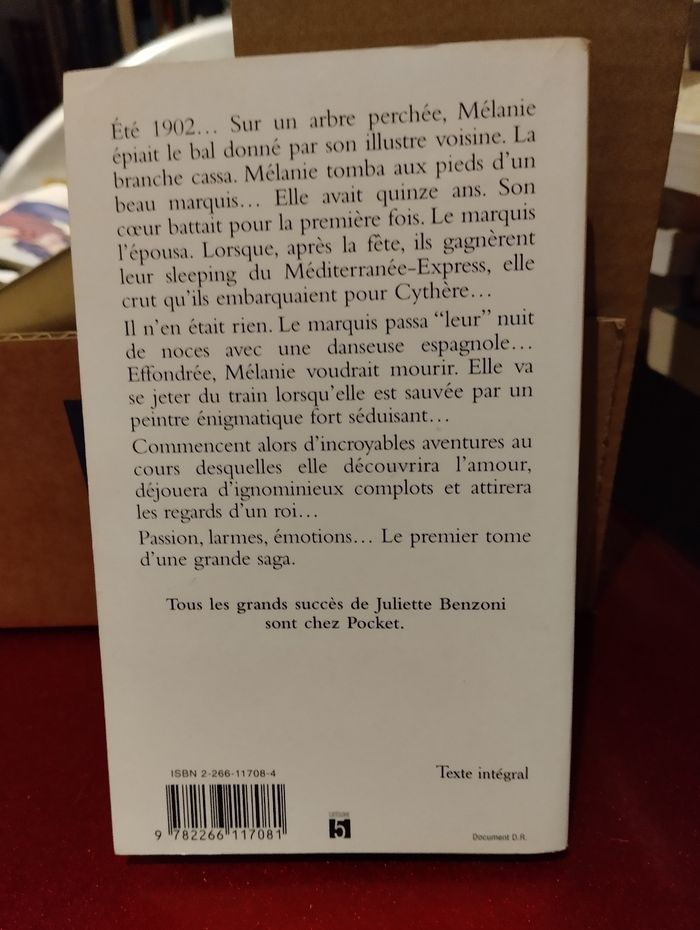 Été 1902... Sur un arbre perchée, Mélanie
épiait le bal donné par son illustre voisine. La
branche cassa. Mélanie tomba aux pieds d'un
beau marquis... Elle avait quinze ans. Son
cœur battait pour la première fois. Le marquis
l'épousa. Lorsque, après la fête, ils gagnèrent
leur sleeping du Méditerranée-Express, elle
crut qu'ils embarquaient pour Cythère...
Il n'en était rien. Le marquis passa “leur” nuit
de noces avec une danseuse espagnole...
Effondrée, Mélanie voudrait mourir. Elle va
se jeter du train lorsqu'elle est sauvée par un
peintre énigmatique fort séduisant...
Commencent alors d'incroyables aventures au
cours desquelles elle découvrira l'amour,
déjouera d'ignominieux complots et attirera
les regards d'un roi...
Passion, larmes, émotions... Le premier tome
d'une grande saga.
Tous les grands succès de Juliette Benzoni
sont chez Pocket.
ISBN 2-266-11708-4
Texte intégral
9 782266 117081
5
Document D.R.